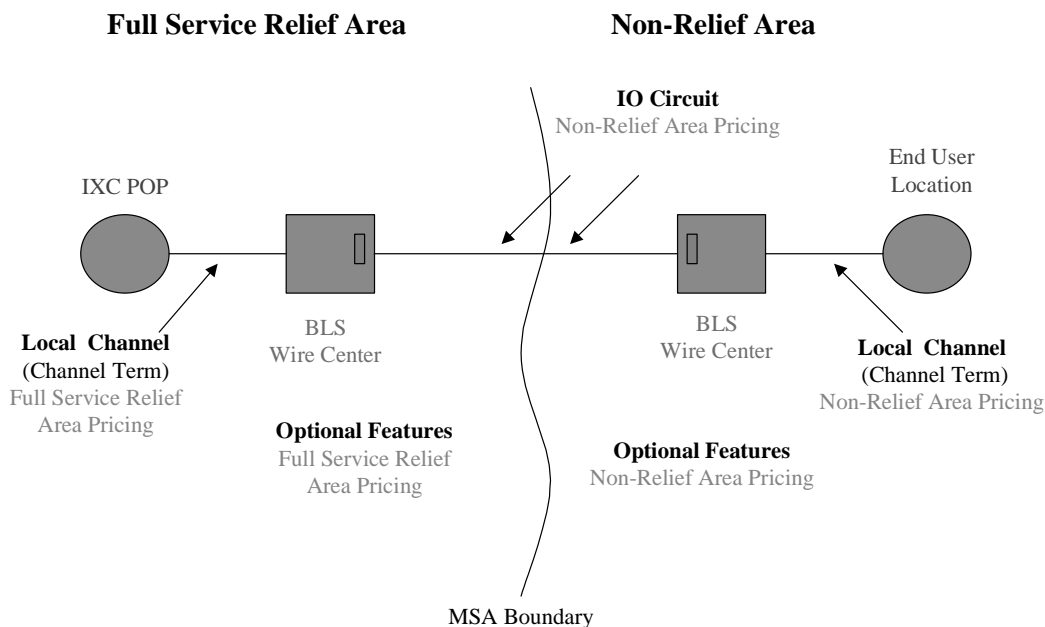 Full Service Relief Area
Non-Relief Area
IO Circuit
Non-Relief Area Pricing
IXC POP
End User
Location
BLS
Wire Center
BLS
Wire Center
Local Channel
(Channel Term)
Full Service Relief
Area Pricing
Local Channel
(Channel Term)
Non-Relief Area Pricing
Optional Features
Full Service Relief
Area Pricing
Optional Features
Non-Relief Area Pricing
MSA Boundary